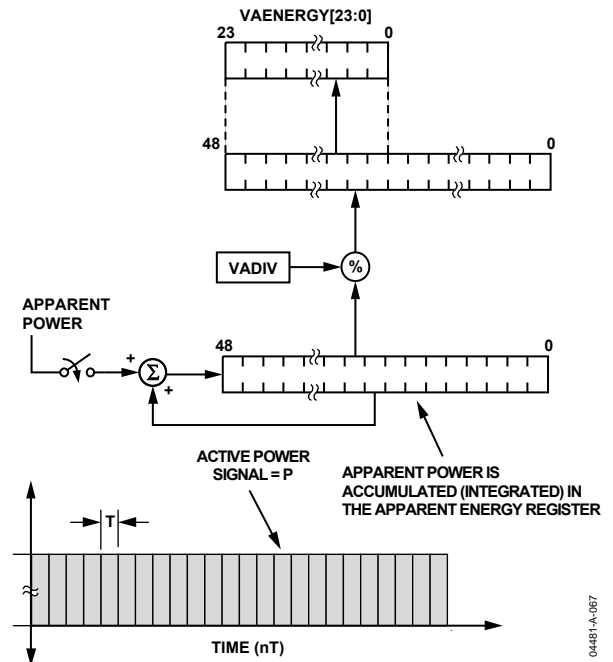 VAENERGY[23:0]
23 0
48 0
VADIV
%
APPARENT
POWER
+
Σ
+
48 0
ACTIVE POWER
SIGNAL = P
APPARENT POWER IS
ACCUMULATED (INTEGRATED) IN
THE APPARENT ENERGY REGISTER
T
TIME (nT)
04481-A-067